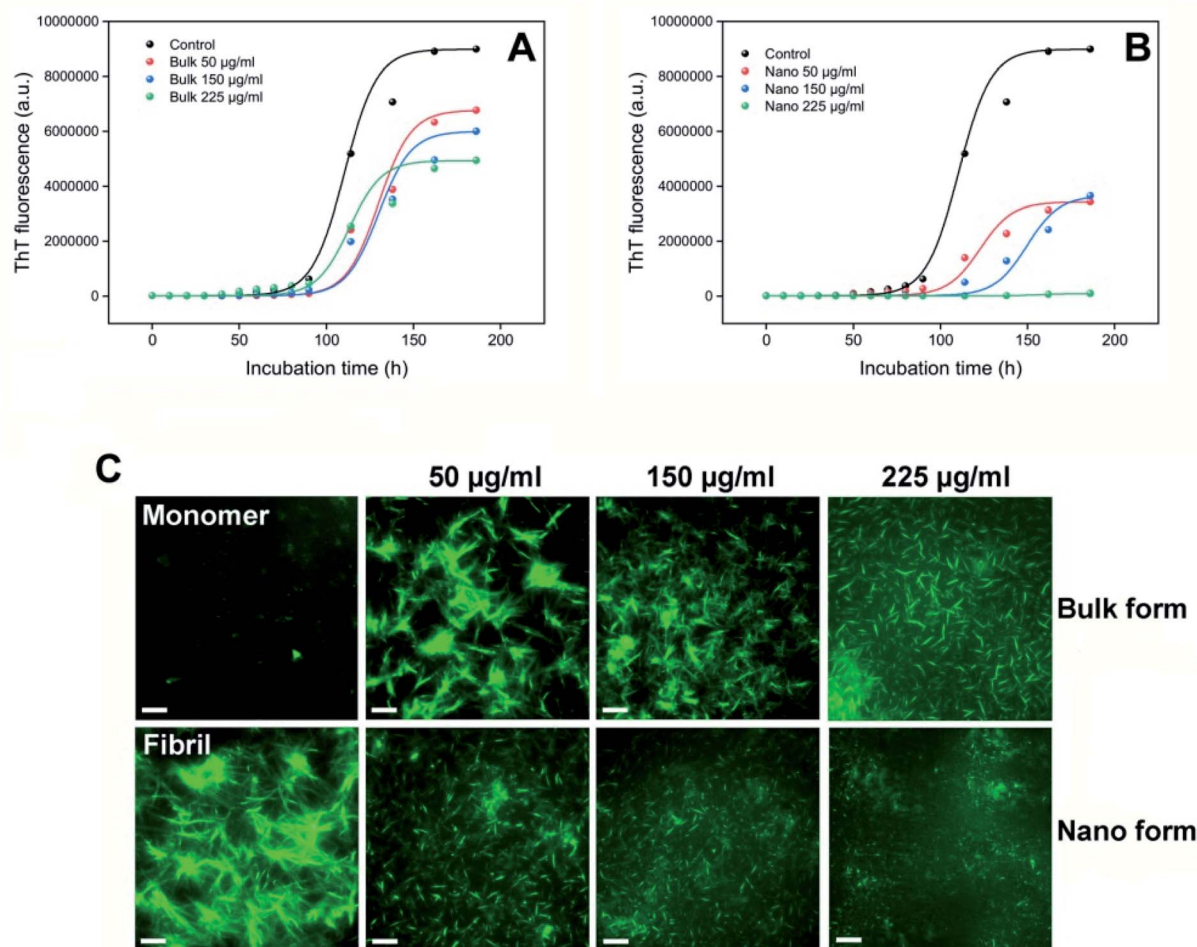 A
10000000
8000000
6000000
4000000
2000000
0
ThT fluorescence (a.u.)
Control
Bulk 50 µg/ml
Bulk 150 µg/ml
Bulk 225 µg/ml
0 50 100 150 200
Incubation time (h)
B
10000000
8000000
6000000
4000000
2000000
0
ThT fluorescence (a.u.)
Control
Nano 50 µg/ml
Nano 150 µg/ml
Nano 225 µg/ml
0 50 100 150 200
Incubation time (h)
C
50 µg/ml 150 µg/ml 225 µg/ml
Monomer
Bulk form
Fibril
Nano form